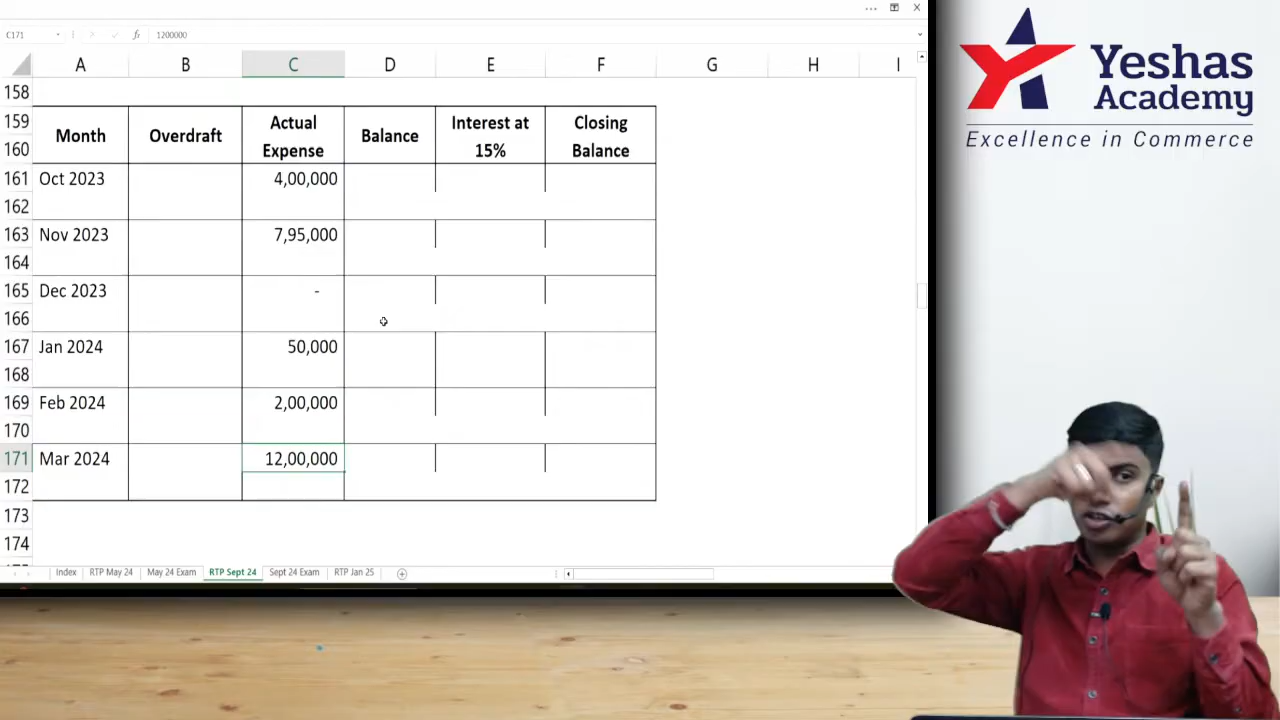 C171 fx 1200000
A B C D E F G H I
158
159 Month Overdraft Actual Balance Interest at Closing
160 Expense 15% Balance
161 Oct 2023 4,00,000
162
163 Nov 2023 7,95,000
164
165 Dec 2023 -
166
167 Jan 2024 50,000
168
169 Feb 2024 2,00,000
170
171 Mar 2024 12,00,000
172
173
174
Index RTP May 24 May 24 Exam RTP Sept 24 Sept 24 Exam RTP Jan 25
Yeshas
Academy
Excellence in Commerce